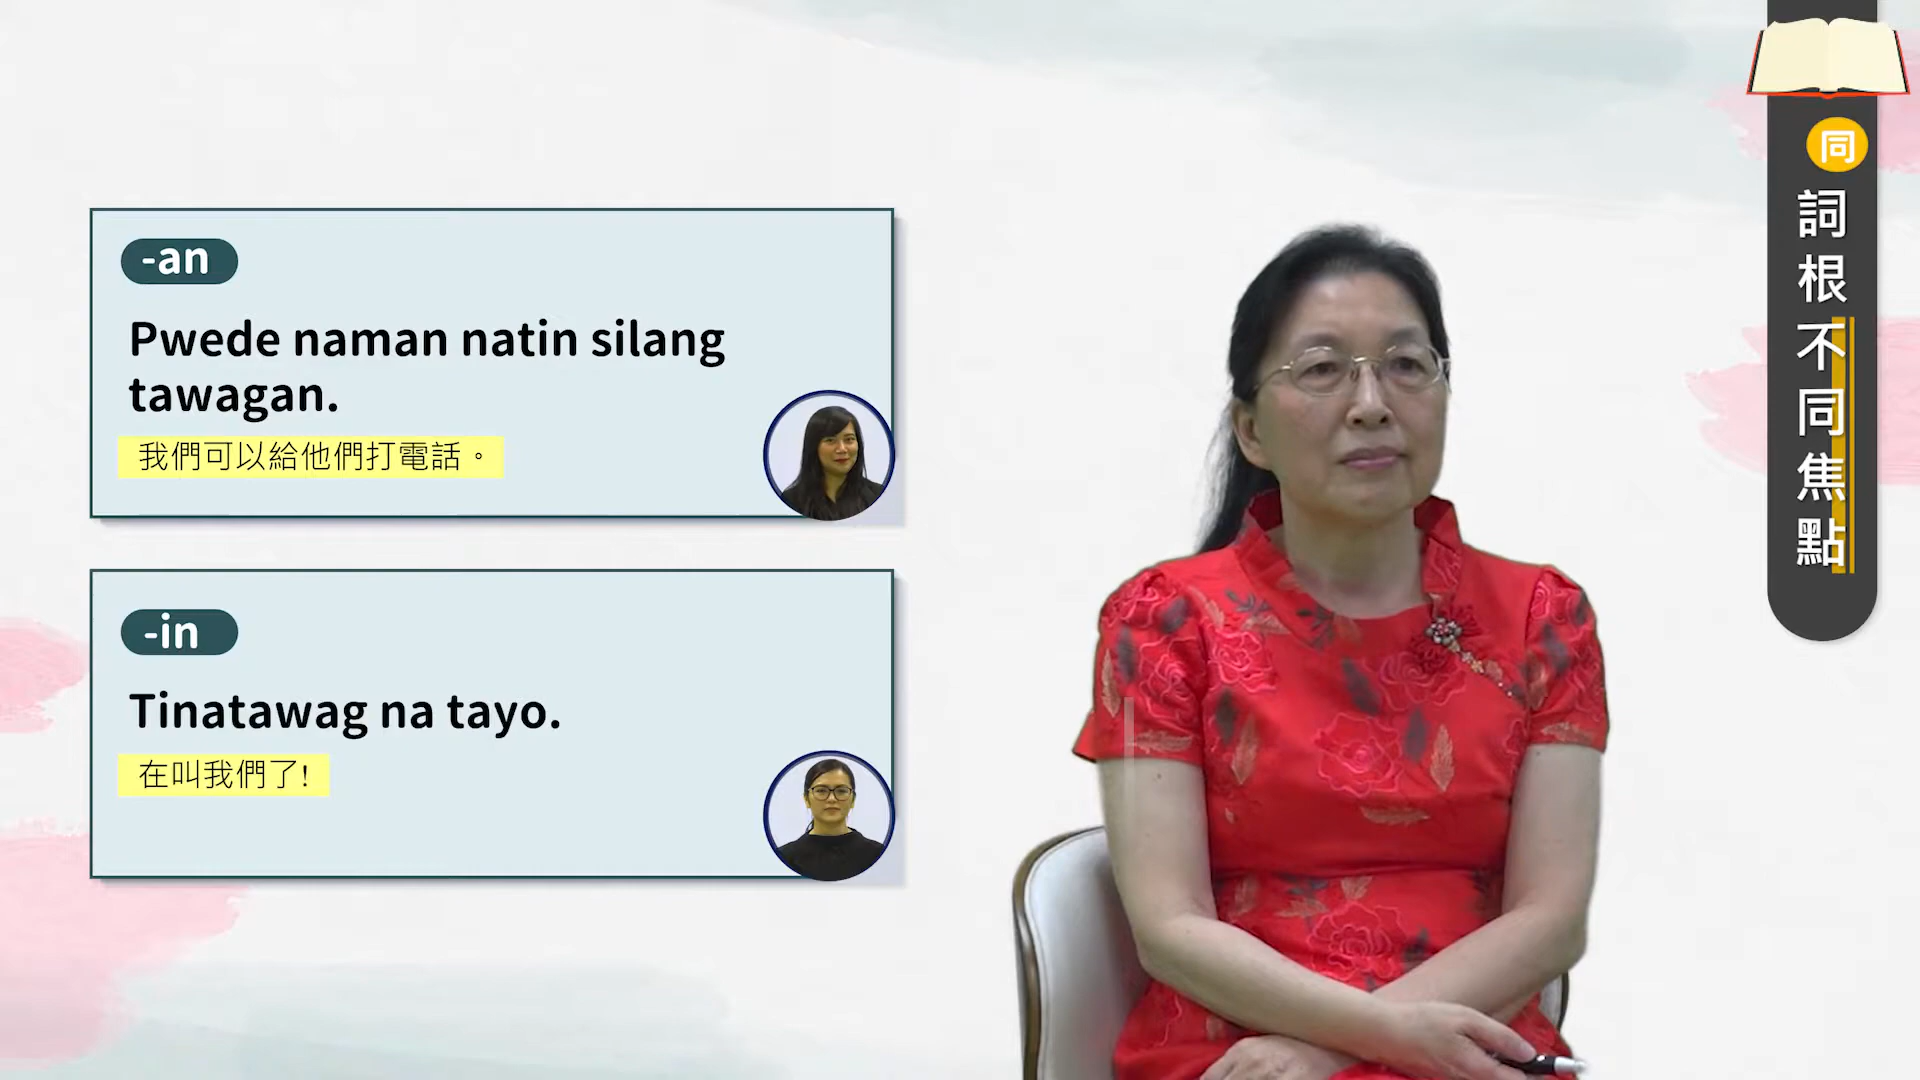 -an
Pwede naman natin silang
tawagan.
我們可以給他們打電話。
-in
Tinatawag na tayo.
在叫我們了!
同詞根不同焦點